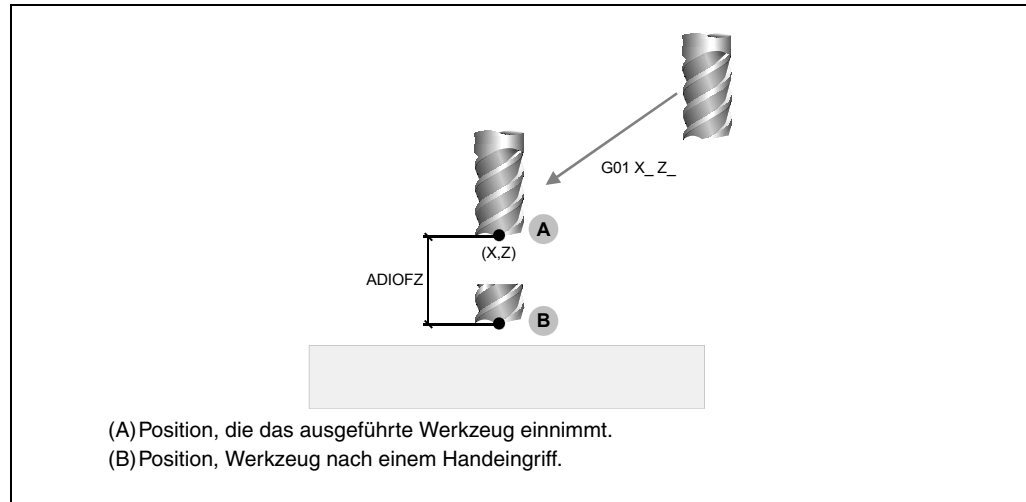 G01 X_ Z_
A
(X,Z)
ADIOFZ
B
(A) Position, die das ausgeführte Werkzeug einnimmt.
(B) Position, Werkzeug nach einem Handeingriff.